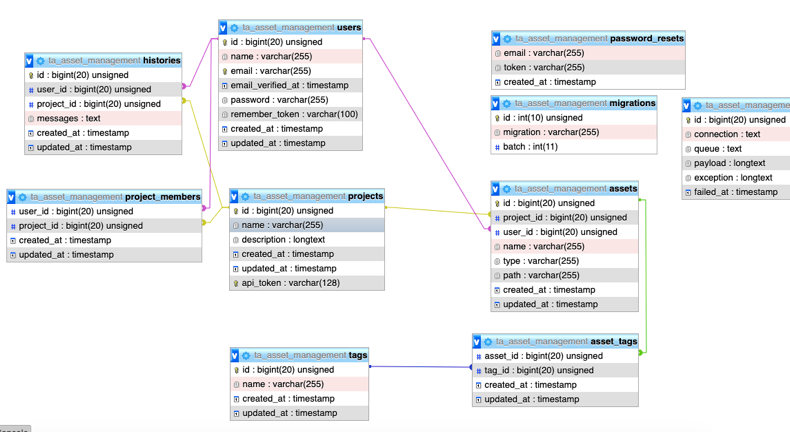 ta_asset_management histories
id : bigint(20) unsigned
user_id : bigint(20) unsigned
project_id : bigint(20) unsigned
messages : text
created_at : timestamp
updated_at : timestamp
ta_asset_management users
id : bigint(20) unsigned
name : varchar(255)
email : varchar(255)
email_verified_at : timestamp
password : varchar(255)
remember_token : varchar(100)
created_at : timestamp
updated_at : timestamp
ta_asset_management password_resets
email : varchar(255)
token : varchar(255)
created_at : timestamp
ta_asset_management migrations
id : int(10) unsigned
migration : varchar(255)
batch : int(11)
ta_asset_manageme
id : bigint(20) unsigned
connection : text
queue : text
payload : longtext
exception : longtext
failed_at : timestamp
ta_asset_management project_members
user_id : bigint(20) unsigned
project_id : bigint(20) unsigned
created_at : timestamp
updated_at : timestamp
ta_asset_management projects
id : bigint(20) unsigned
name : varchar(255)
description : longtext
created_at : timestamp
updated_at : timestamp
api_token : varchar(128)
ta_asset_management assets
id : bigint(20) unsigned
project_id : bigint(20) unsigned
user_id : bigint(20) unsigned
name : varchar(255)
type : varchar(255)
path : varchar(255)
created_at : timestamp
updated_at : timestamp
ta_asset_management tags
id : bigint(20) unsigned
name : varchar(255)
created_at : timestamp
updated_at : timestamp
ta_asset_management asset_tags
asset_id : bigint(20) unsigned
tag_id : bigint(20) unsigned
created_at : timestamp
updated_at : timestamp